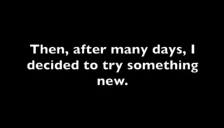 Then, after many days, I
decided to try something
new.